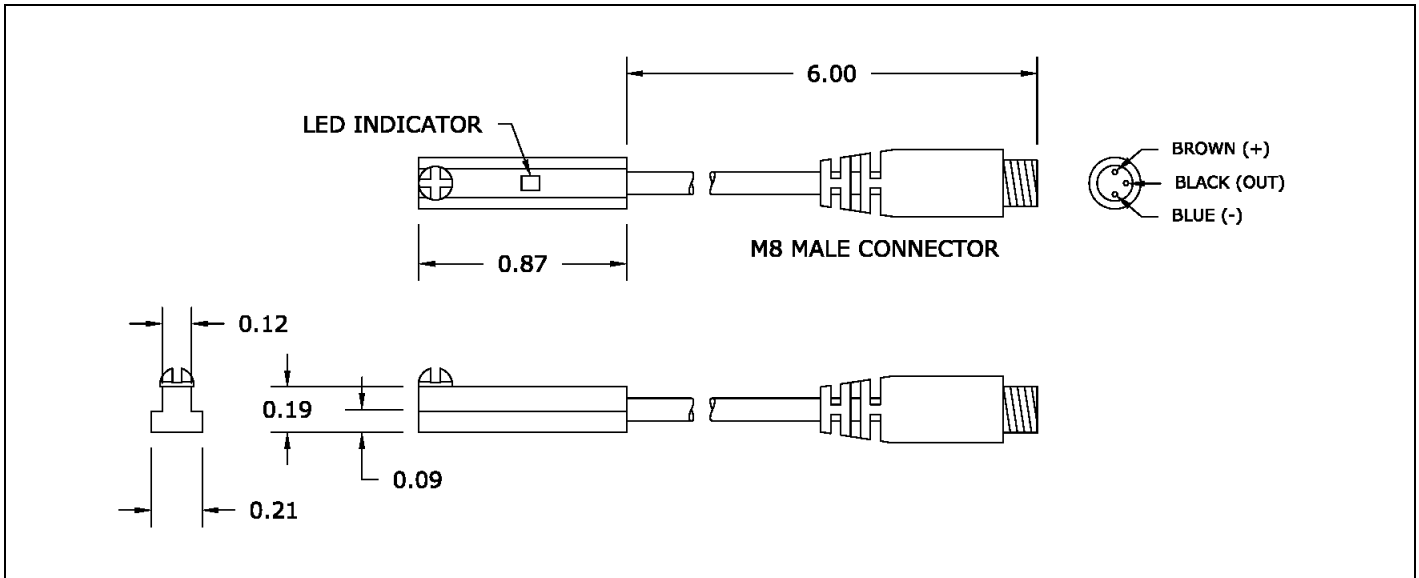 6.00
LED INDICATOR
BROWN (+)
BLACK (OUT)
BLUE (-)
M8 MALE CONNECTOR
0.87
0.12
0.19
0.09
0.21